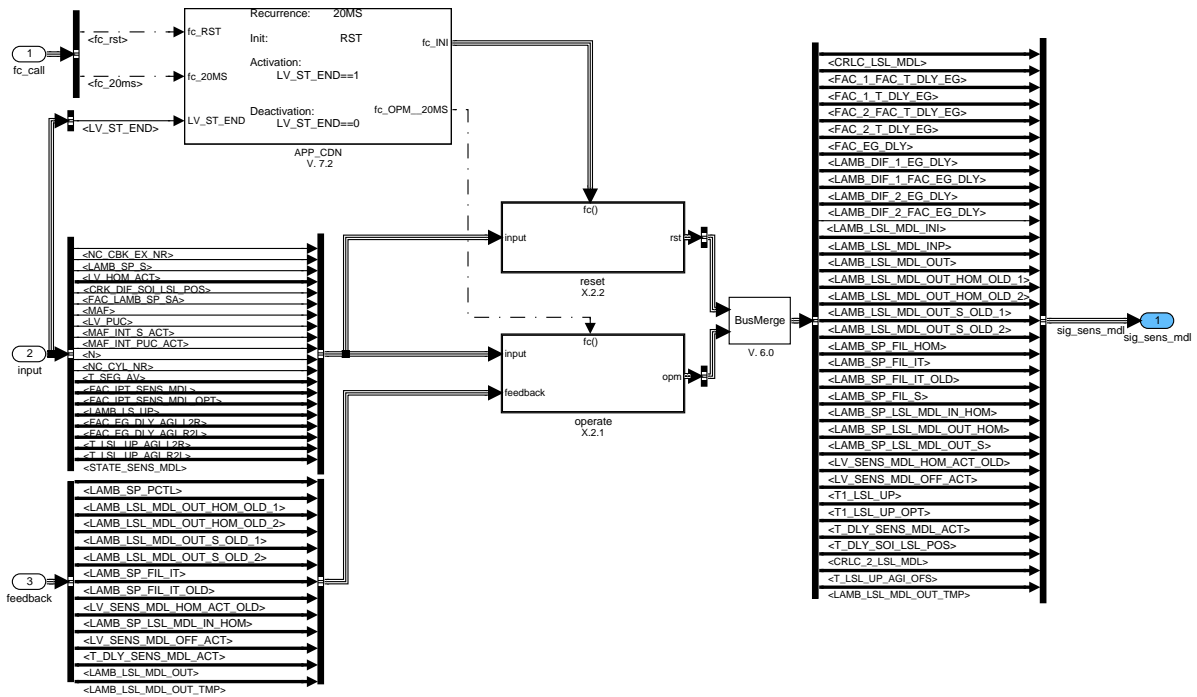 Recurrence: 20MS
Init: RST
Activation:
LV_ST_END==1
Deactivation:
LV_ST_END==0
fc_RST
fc_20MS
LV_ST_END
fc_INI
fc_OPM__20MS
APP_CDN
V. 7.2
1
fc_call
<fc_rst>
<fc_20ms>
<LV_ST_END>
2
input
<NC_CBK_EX_NR>
<LAMB_SP_S>
<LV_HOM_ACT>
<CRK_DIF_SOI_LSL_POS>
<FAC_LAMB_SP_SA>
<MAF>
<LV_PUC>
<MAF_INT_S_ACT>
<MAF_INT_PUC_ACT>
<N>
<NC_CYL_NR>
<T_SEG_AV>
<FAC_IPT_SENS_MDL>
<FAC_IPT_SENS_MDL_OPT>
<LAMB_LS_UP>
<FAC_EG_DLY_AGI_L2R>
<FAC_EG_DLY_AGI_R2L>
<T_LSL_UP_AGI_L2R>
<T_LSL_UP_AGI_R2L>
<STATE_SENS_MDL>
3
feedback
<LAMB_SP_PCTL>
<LAMB_LSL_MDL_OUT_HOM_OLD_1>
<LAMB_LSL_MDL_OUT_HOM_OLD_2>
<LAMB_LSL_MDL_OUT_S_OLD_1>
<LAMB_LSL_MDL_OUT_S_OLD_2>
<LAMB_SP_FIL_IT>
<LAMB_SP_FIL_IT_OLD>
<LV_SENS_MDL_HOM_ACT_OLD>
<LAMB_SP_LSL_MDL_IN_HOM>
<LV_SENS_MDL_OFF_ACT>
<T_DLY_SENS_MDL_ACT>
<LAMB_LSL_MDL_OUT>
<LAMB_LSL_MDL_OUT_TMP>
fc()
input
rst
reset
X.2.2
fc()
input
feedback
opm
operate
X.2.1
BusMerge
V. 6.0
<CRLC_LSL_MDL>
<FAC_1_FAC_T_DLY_EG>
<FAC_1_T_DLY_EG>
<FAC_2_FAC_T_DLY_EG>
<FAC_2_T_DLY_EG>
<FAC_EG_DLY>
<LAMB_DIF_1_EG_DLY>
<LAMB_DIF_1_FAC_EG_DLY>
<LAMB_DIF_2_EG_DLY>
<LAMB_DIF_2_FAC_EG_DLY>
<LAMB_LSL_MDL_INI>
<LAMB_LSL_MDL_INP>
<LAMB_LSL_MDL_OUT>
<LAMB_LSL_MDL_OUT_HOM_OLD_1>
<LAMB_LSL_MDL_OUT_HOM_OLD_2>
<LAMB_LSL_MDL_OUT_S_OLD_1>
<LAMB_LSL_MDL_OUT_S_OLD_2>
<LAMB_SP_FIL_HOM>
<LAMB_SP_FIL_IT>
<LAMB_SP_FIL_IT_OLD>
<LAMB_SP_FIL_S>
<LAMB_SP_LSL_MDL_IN_HOM>
<LAMB_SP_LSL_MDL_OUT_HOM>
<LAMB_SP_LSL_MDL_OUT_S>
<LV_SENS_MDL_HOM_ACT_OLD>
<LV_SENS_MDL_OFF_ACT>
<T1_LSL_UP>
<T1_LSL_UP_OPT>
<T_DLY_SENS_MDL_ACT>
<T_DLY_SOI_LSL_POS>
<CRLC_2_LSL_MDL>
<T_LSL_UP_AGI_OFS>
<LAMB_LSL_MDL_OUT_TMP>
sig_sens_mdl
1
sig_sens_mdl